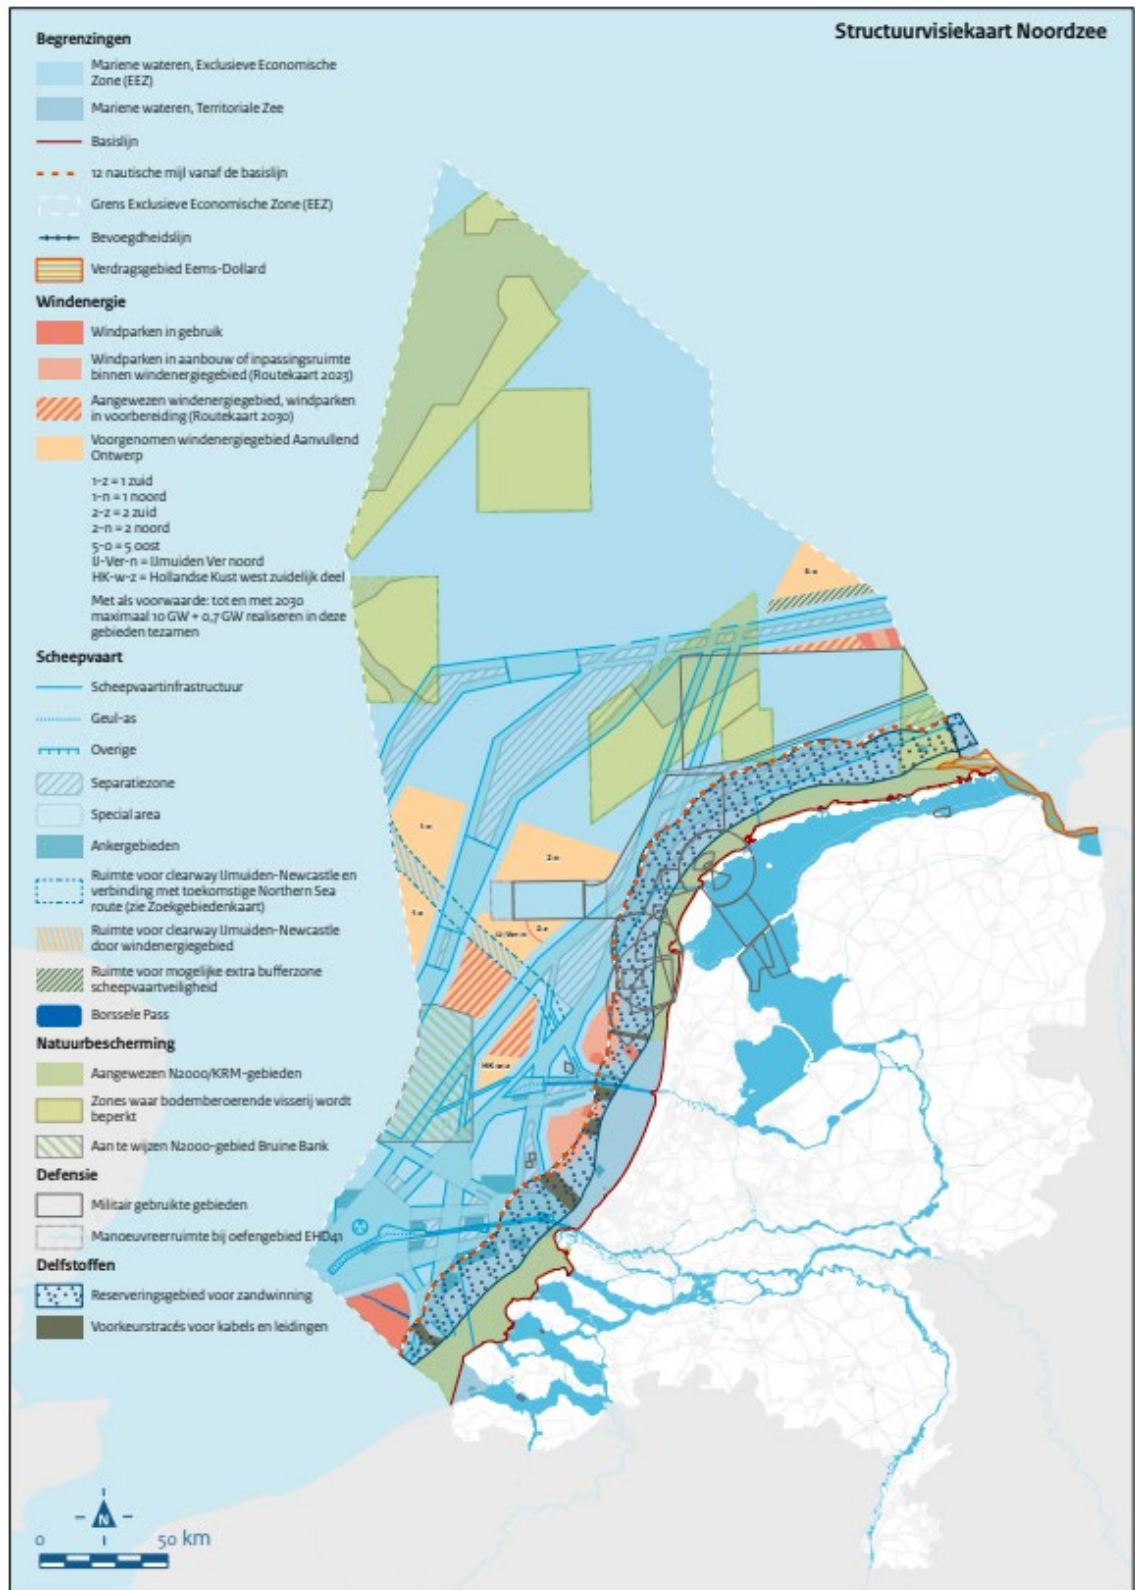 Structuurvisiekaart Noordzee
Begrenzingen
Mariene wateren, Exclusieve Economische
Zone (EEZ)
Mariene wateren, Territoriale Zee
Basislijn
12 nautische mijl vanaf de basislijn
Grens Exclusieve Economische Zone (EEZ)
Bevoegdheidslijn
Verdragsgebied Eems-Dollard
Windenergie
Windparken in gebruik
Windparken in aanbouw of inpassingsruimte
binnen windenergiegebied (Routekaart 2023)
Aangewezen windenergiegebied, windparken
in voorbereiding (Routekaart 2030)
Voorgenomen windenergiegebied Aanvullend
Ontwerp
1-z = 1 zuid
1-n = 1 noord
2-z = 2 zuid
2-n = 2 noord
5-o = 5 oost
IJ-Ver-n = IJmuiden Ver noord
HK-w-z = Hollandse Kust west zuidelijk deel
Met als voorwaarde: tot en met 2030
maximaal 10 GW + 0,7 GW realiseren in deze
gebieden tezamen
Scheepvaart
Scheepvaartinfrastructuur
Geul-as
Overige
Separatiezone
Special area
Ankergebieden
Ruimte voor clearway IJmuiden-Newcastle en
verbinding met toekomstige Northern Sea
route (zie Zoekgebiedenkaart)
Ruimte voor clearway IJmuiden-Newcastle
door windenergiegebied
Ruimte voor mogelijke extra bufferzone
scheepvaartveiligheid
Borssele Pass
Natuurbescherming
Aangewezen N2000/KRM-gebieden
Zones waar bodemberoerende visserij wordt
beperkt
Aan te wijzen N2000-gebied Bruine Bank
Defensie
Militair gebruikte gebieden
Manoeuvreerruimte bij oefengebied EHD41
Delfstoffen
Reserveringsgebied voor zandwinning
Voorkeurstracés voor kabels en leidingen
5-o
1-n
2-n
1-z
IJ-Ver-n
2-z
HK-w-z
N
0
50 km